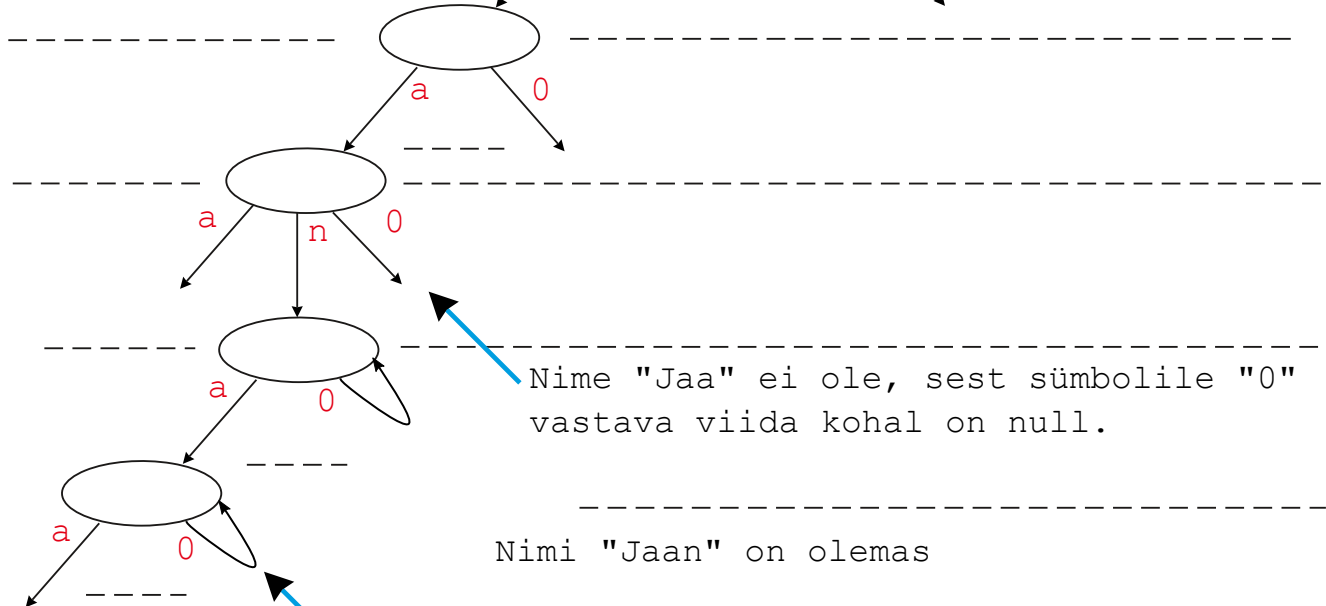 a 0
a n 0
Nime "Jaa" ei ole, sest sümbolile "0"
vastava viida kohal on null.
a 0
a 0
Nimi "Jaan" on olemas